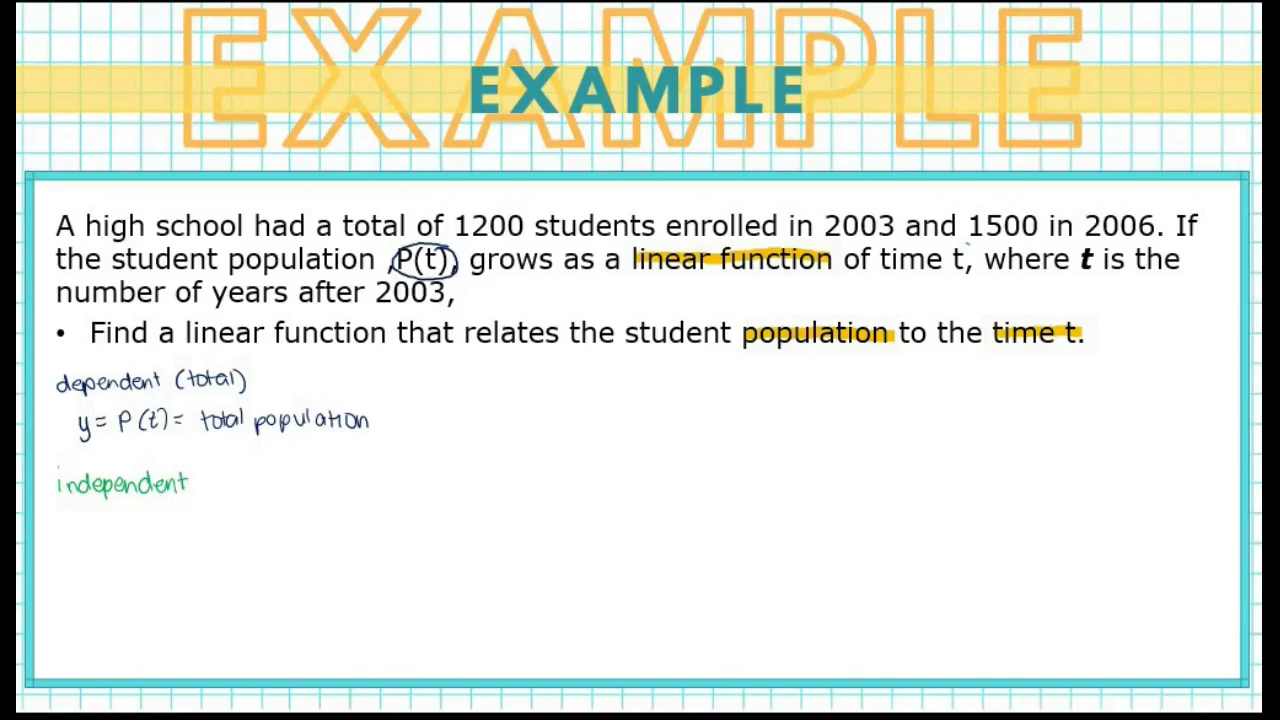 EXAMPLE
EXAMPLE
A high school had a total of 1200 students enrolled in 2003 and 1500 in 2006. If
the student population ,P(t), grows as a linear function of time t, where t is the
number of years after 2003,
• Find a linear function that relates the student population to the time t.
dependent (total)
y = P(t) = total population
independent